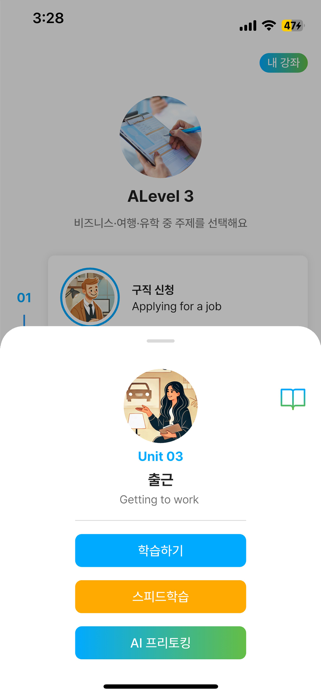 3:28
47
내 강좌
ALevel 3
비즈니스·여행·유학 중 주제를 선택해요
01
구직 신청
Applying for a job
Unit 03
출근
Getting to work
학습하기
스피드학습
AI 프리토킹